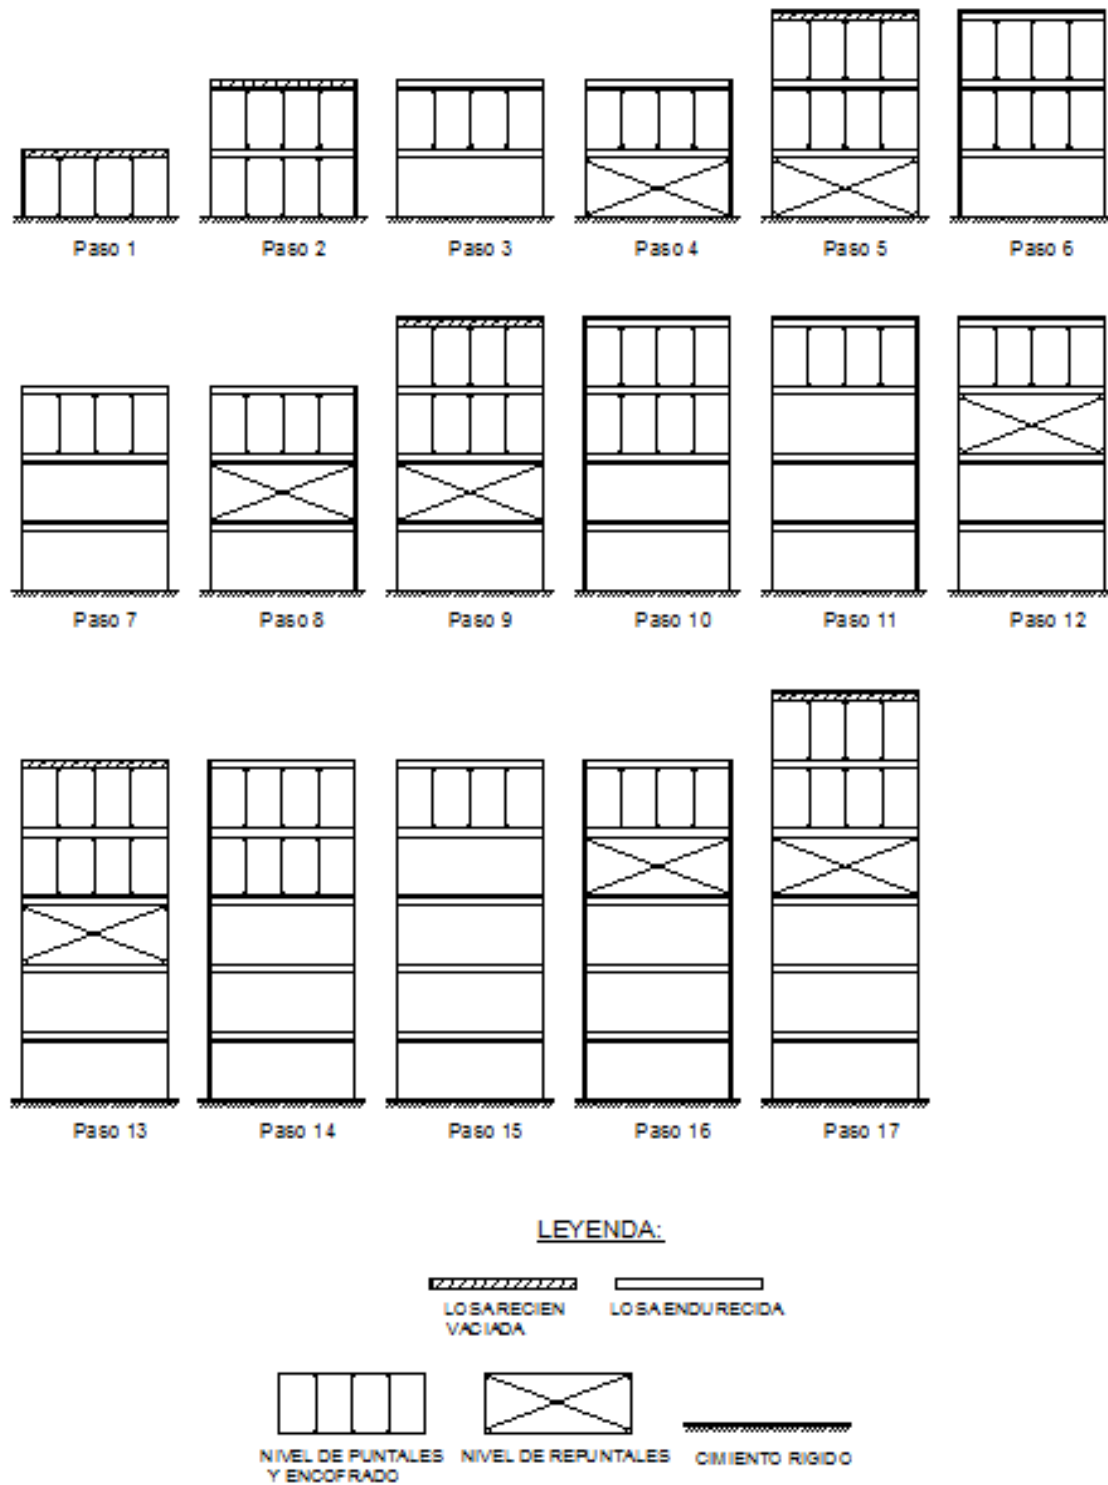 Paso 1
Paso 2
Paso 3
Paso 4
Paso 5
Paso 6
Paso 7
Paso 8
Paso 9
Paso 10
Paso 11
Paso 12
Paso 13
Paso 14
Paso 15
Paso 16
Paso 17
LEYENDA:
LOSA RECIEN
VACIADA
LOSA ENDURECIDA
NIVEL DE PUNTALES
Y ENCOFRADO
NIVEL DE REPUNTALES
CIMIENTO RIGIDO